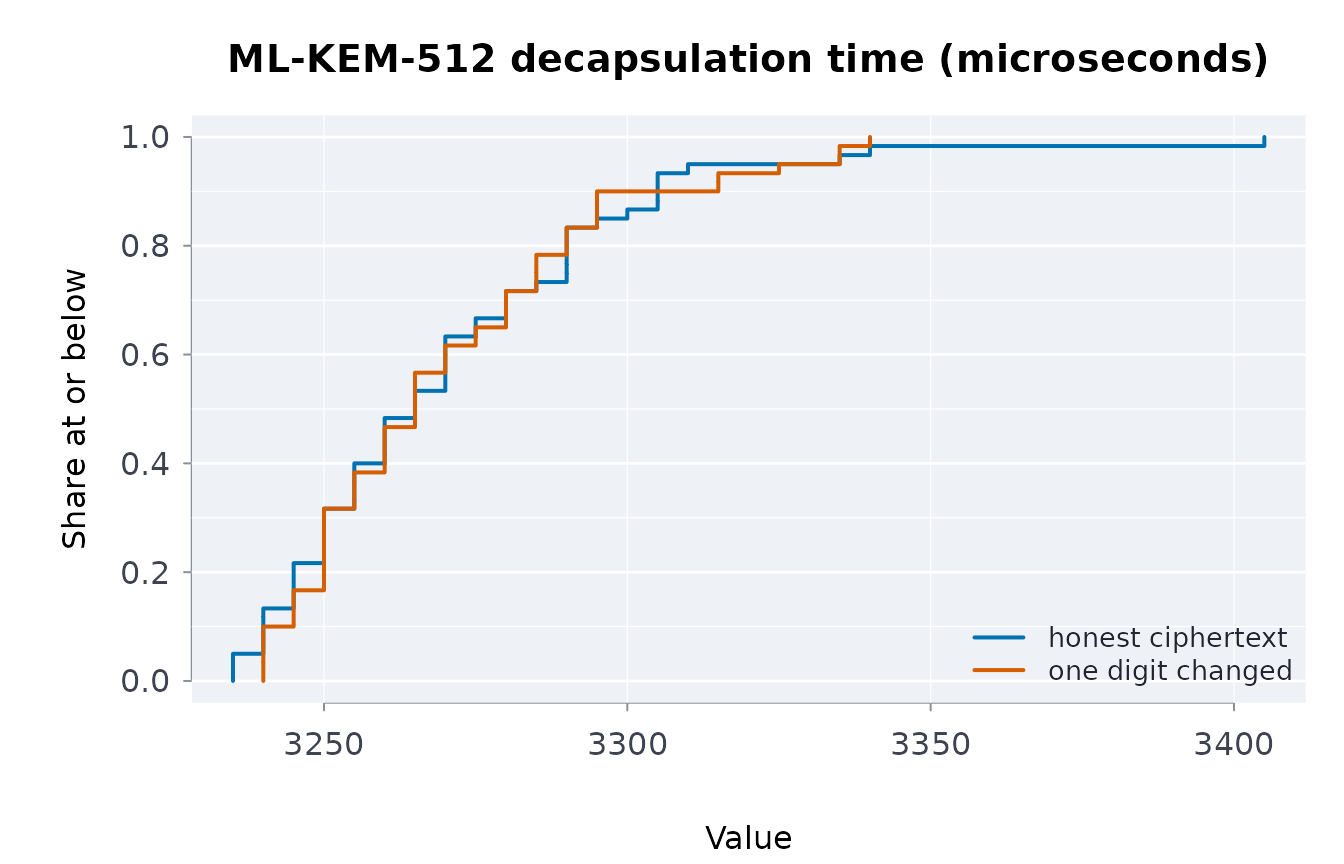 ML-KEM-512 decapsulation time (microseconds)
1.0
0.8
0.6
0.4
0.2
0.0
Share at or below
honest ciphertext
one digit changed
3250 3300 3350 3400
Value